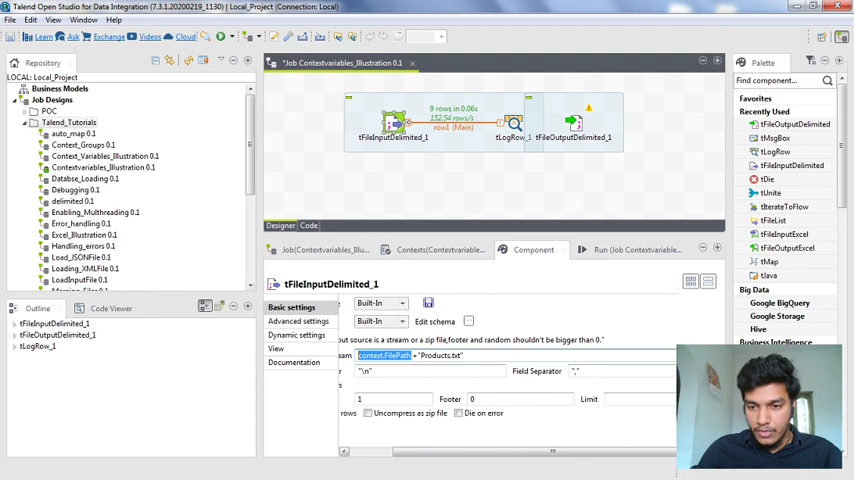 Talend Open Studio for Data Integration (7.3.1.20200219_1130) | Local_Project (Connection: Local)
File Edit View Window Help
Learn Ask Exchange Videos Cloud
Repository
LOCAL: Local_Project
Business Models
Job Designs
POC
Talend_Tutorials
auto_map 0.1
Context_Groups 0.1
Context_Variables_Illustration 0.1
Contextvariables_Illustration 0.1
Databse_Loading 0.1
Debugging 0.1
delimited 0.1
Enabling_Multithreading 0.1
Error_handling 0.1
Excel_Illustration 0.1
Handling_errors 0.1
Load_JSONFile 0.1
Loading_XMLFile 0.1
LoadInputFile 0.1
Outline
Code Viewer
tFileInputDelimited_1
tFileOutputDelimited_1
tLogRow_1
*Job Contextvariables_Illustration 0.1
9 rows in 0.06s
152.54 rows/s
row1 (Main)
tFileInputDelimited_1
tLogRow_1
tFileOutputDelimited_1
Designer Code
Job(Contextvariables_Illu...
Contexts(Contextvariable...
Component
Run (Job Contextvariable...
tFileInputDelimited_1
Basic settings
Advanced settings
Dynamic settings
View
Documentation
Built-In
Built-In
Edit schema
...
out source is a stream or a zip file,footer and random shouldn't be bigger than 0."
eam
context.FilePath+"Products.txt"
"\n"
Field Separator
","
1
Footer
0
Limit
rows
Uncompress as zip file
Die on error
Palette
Find component...
Favorites
Recently Used
tFileOutputDelimited
tMsgBox
tLogRow
tFileInputDelimited
tDie
tUnite
tIterateToFlow
tFileList
tFileInputExcel
tFileOutputExcel
tMap
tJava
Big Data
Google BigQuery
Google Storage
Hive